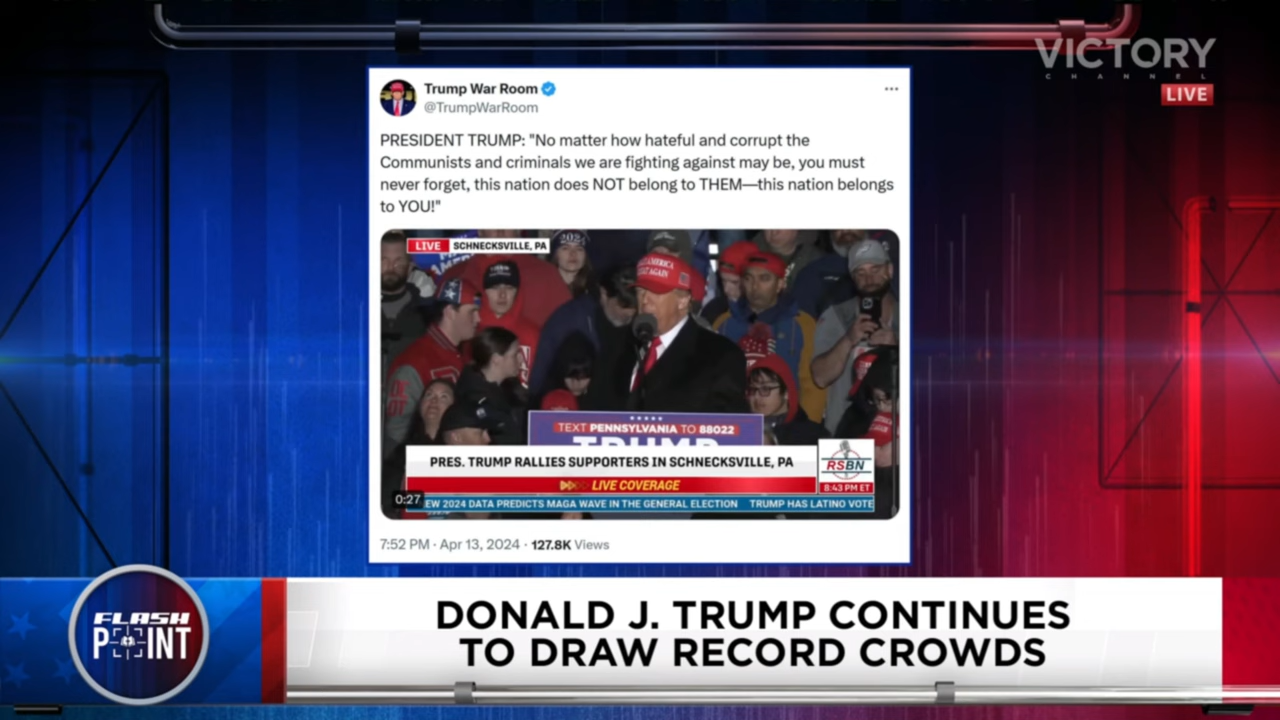 VICTORY
CHANNEL
LIVE
Trump War Room
@TrumpWarRoom
PRESIDENT TRUMP: "No matter how hateful and corrupt the
Communists and criminals we are fighting against may be, you must
never forget, this nation does NOT belong to THEM—this nation belongs
to YOU!"
LIVE SCHNECKSVILLE, PA
TEXT PENNSYLVANIA TO 88022
TRUMP
PRES. TRUMP RALLIES SUPPORTERS IN SCHNECKSVILLE, PA
RSBN
LIVE COVERAGE
8:43 PM ET
0:27
EW 2024 DATA PREDICTS MAGA WAVE IN THE GENERAL ELECTION TRUMP HAS LATINO VOTE
7:52 PM · Apr 13, 2024 · 127.8K Views
FLASH
POINT
DONALD J. TRUMP CONTINUES
TO DRAW RECORD CROWDS